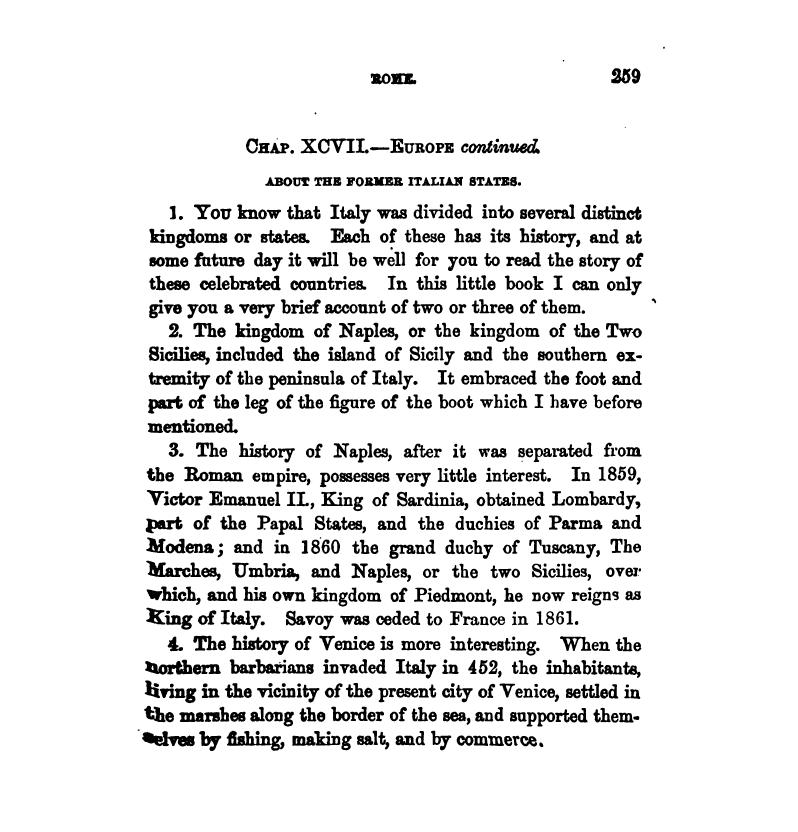 ROME. 259
CHAP. XCVII.—EUROPE continued.
ABOUT THE FORMER ITALIAN STATES.
1. You know that Italy was divided into several distinct
kingdoms or states. Each of these has its history, and at
some future day it will be well for you to read the story of
these celebrated countries. In this little book I can only
give you a very brief account of two or three of them.
2. The kingdom of Naples, or the kingdom of the Two
Sicilies, included the island of Sicily and the southern ex-
tremity of the peninsula of Italy. It embraced the foot and
part of the leg of the figure of the boot which I have before
mentioned.
3. The history of Naples, after it was separated from
the Roman empire, possesses very little interest. In 1859,
Victor Emanuel II., King of Sardinia, obtained Lombardy,
part of the Papal States, and the duchies of Parma and
Modena; and in 1860 the grand duchy of Tuscany, The
Marches, Umbria, and Naples, or the two Sicilies, over
which, and his own kingdom of Piedmont, he now reigns as
King of Italy. Savoy was ceded to France in 1861.
4. The history of Venice is more interesting. When the
northern barbarians invaded Italy in 452, the inhabitants,
living in the vicinity of the present city of Venice, settled in
the marshes along the border of the sea, and supported them-
selves by fishing, making salt, and by commerce.